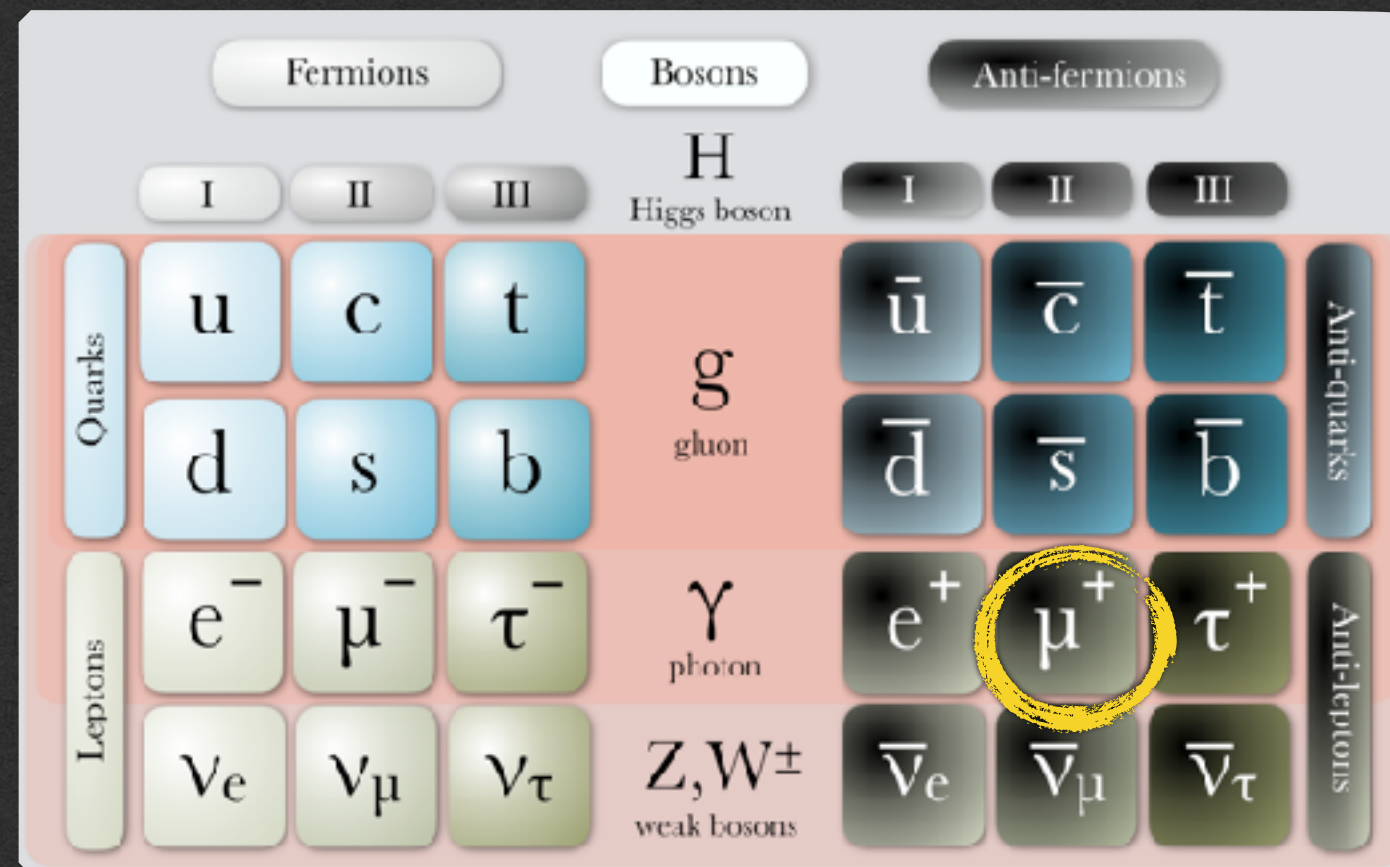 Fermions Bosons Anti-fermions
H
Higgs boson
I II III I II III
u c t ū c̅ t̅
g
gluon
d s b d̅ s̅ b̅
Quarks
Anti-quarks
e⁻ μ⁻ τ⁻ γ e⁺ μ⁺ τ⁺
photon
νe νμ ντ Z,W± ν̅e ν̅μ ν̅τ
weak bosons
Leptons
Anti-leptons